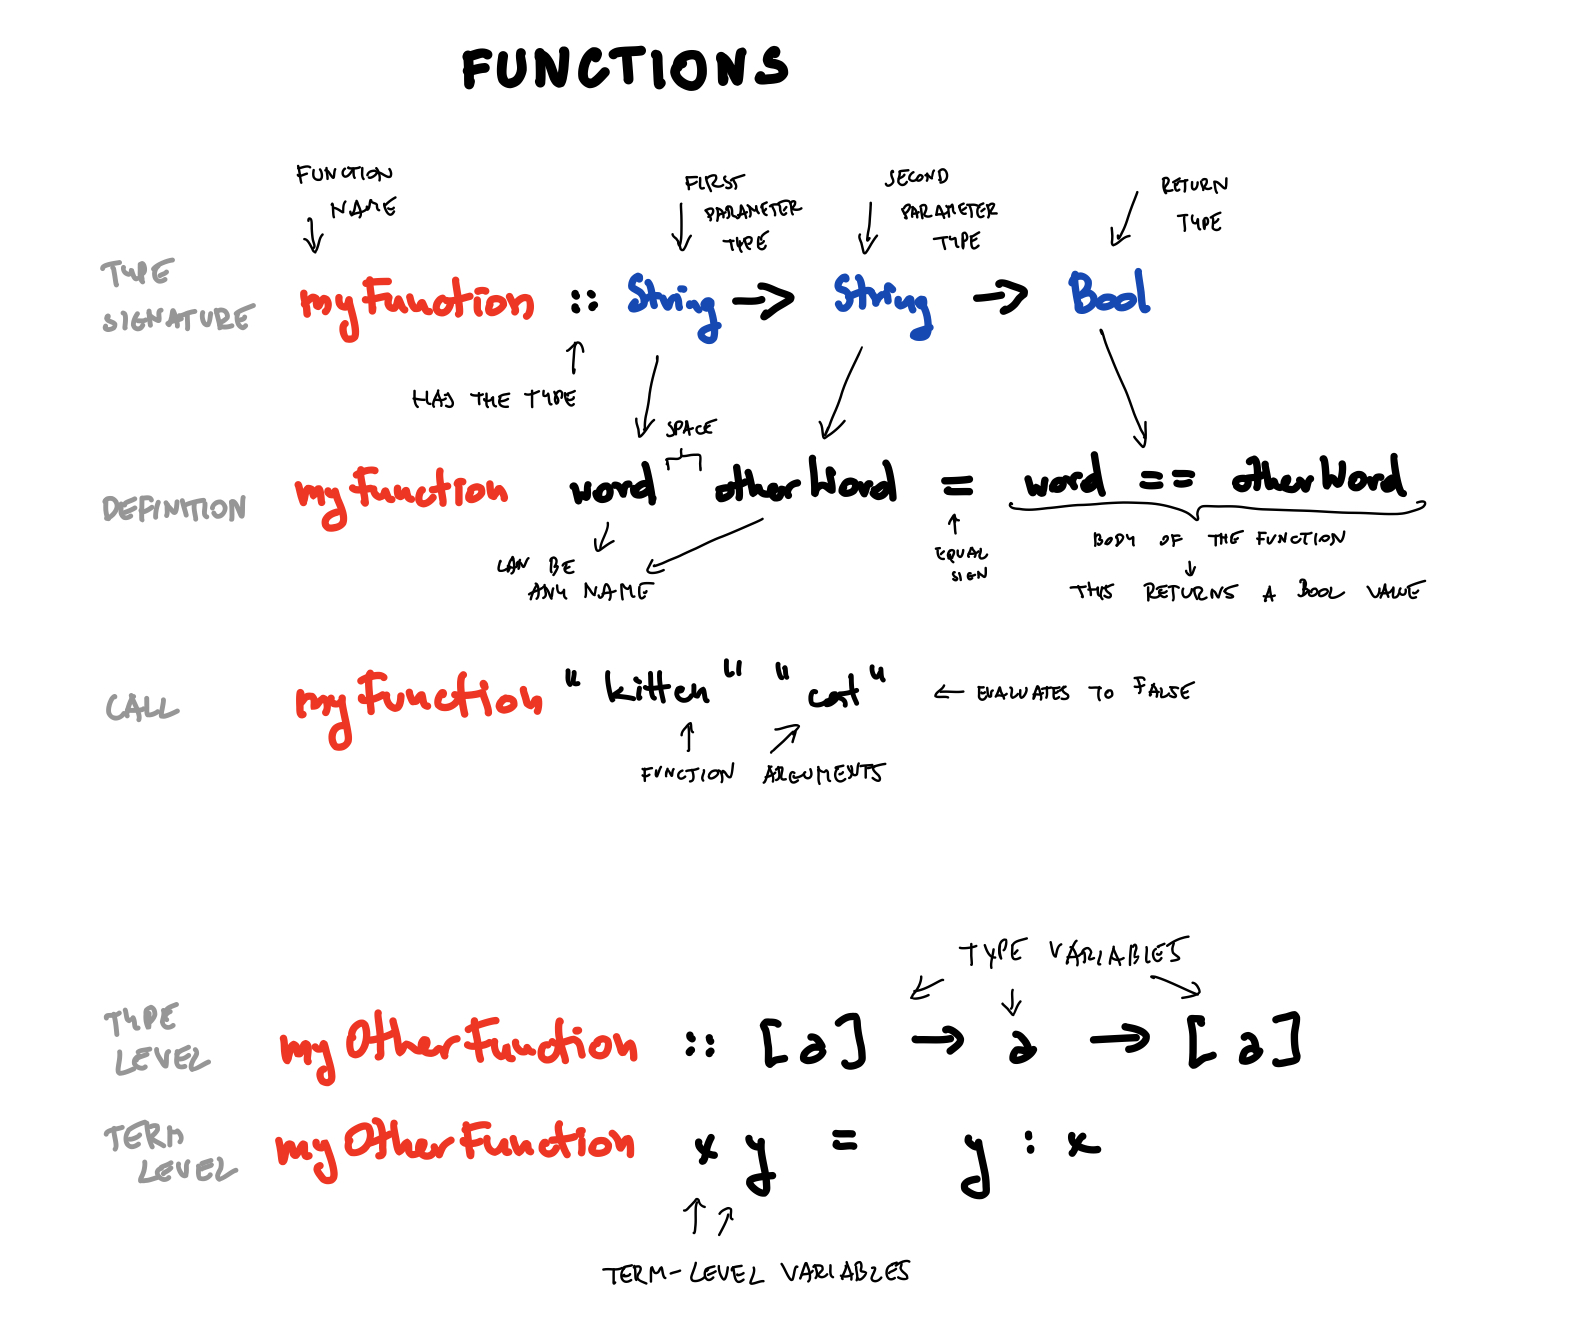 FUNCTIONS
FUNCTION
NAME
FIRST
PARAMETER
TYPE
SECOND
PARAMETER
TYPE
RETURN
TYPE
TYPE
SIGNATURE
myFunction :: String -> String -> Bool
HAS THE TYPE
SPACE
DEFINITION
myFunction word otherWord = word == otherWord
CAN BE
ANY NAME
EQUAL
SIGN
BODY OF THE FUNCTION
THIS RETURNS A BOOL VALUE
CALL
myFunction "kitten" "cat" ← EVALUATES TO FALSE
FUNCTION ARGUMENTS
TYPE VARIABLES
TYPE
LEVEL
myOtherFunction :: [a] → a → [a]
TERM
LEVEL
myOtherFunction x y = y : x
TERM-LEVEL VARIABLES